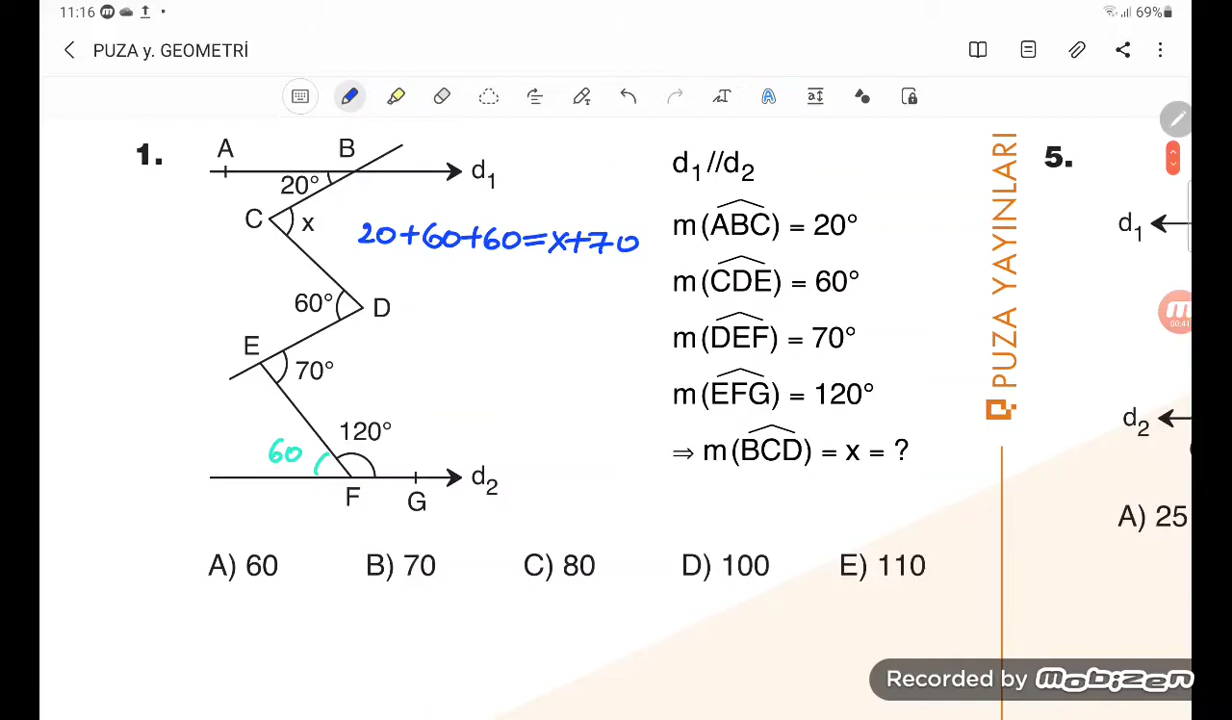 11:16
69%
PUZA y. GEOMETRİ
1.
A
B
d1
20°
C
x
20+60+60=x+70
60°
D
E
70°
120°
60
F
G
d2
d1//d2
m(ABC) = 20°
m(CDE) = 60°
m(DEF) = 70°
m(EFG) = 120°
⇒ m(BCD) = x = ?
A) 60
B) 70
C) 80
D) 100
E) 110
PUZA YAYINLARI
5.
d1
d2
A) 25
00:41
Recorded by mobizen